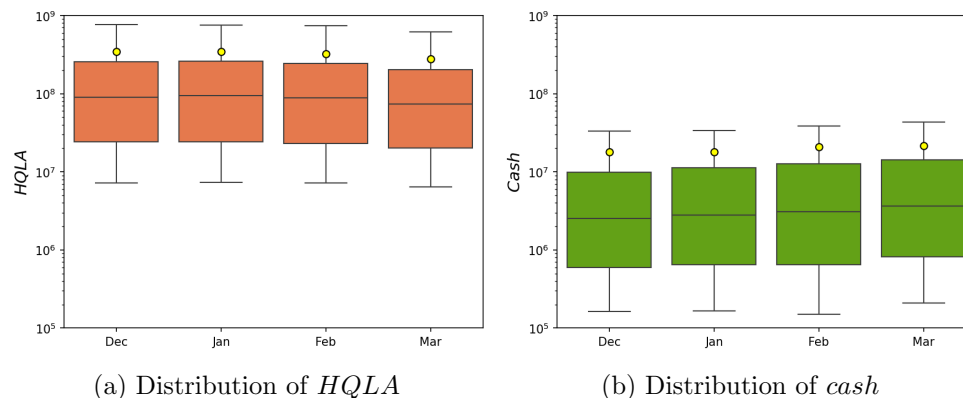 10⁹
10⁸
10⁷
10⁶
10⁵
HQLA
Dec Jan Feb Mar
(a) Distribution of HQLA
10⁹
10⁸
10⁷
10⁶
10⁵
Cash
Dec Jan Feb Mar
(b) Distribution of cash